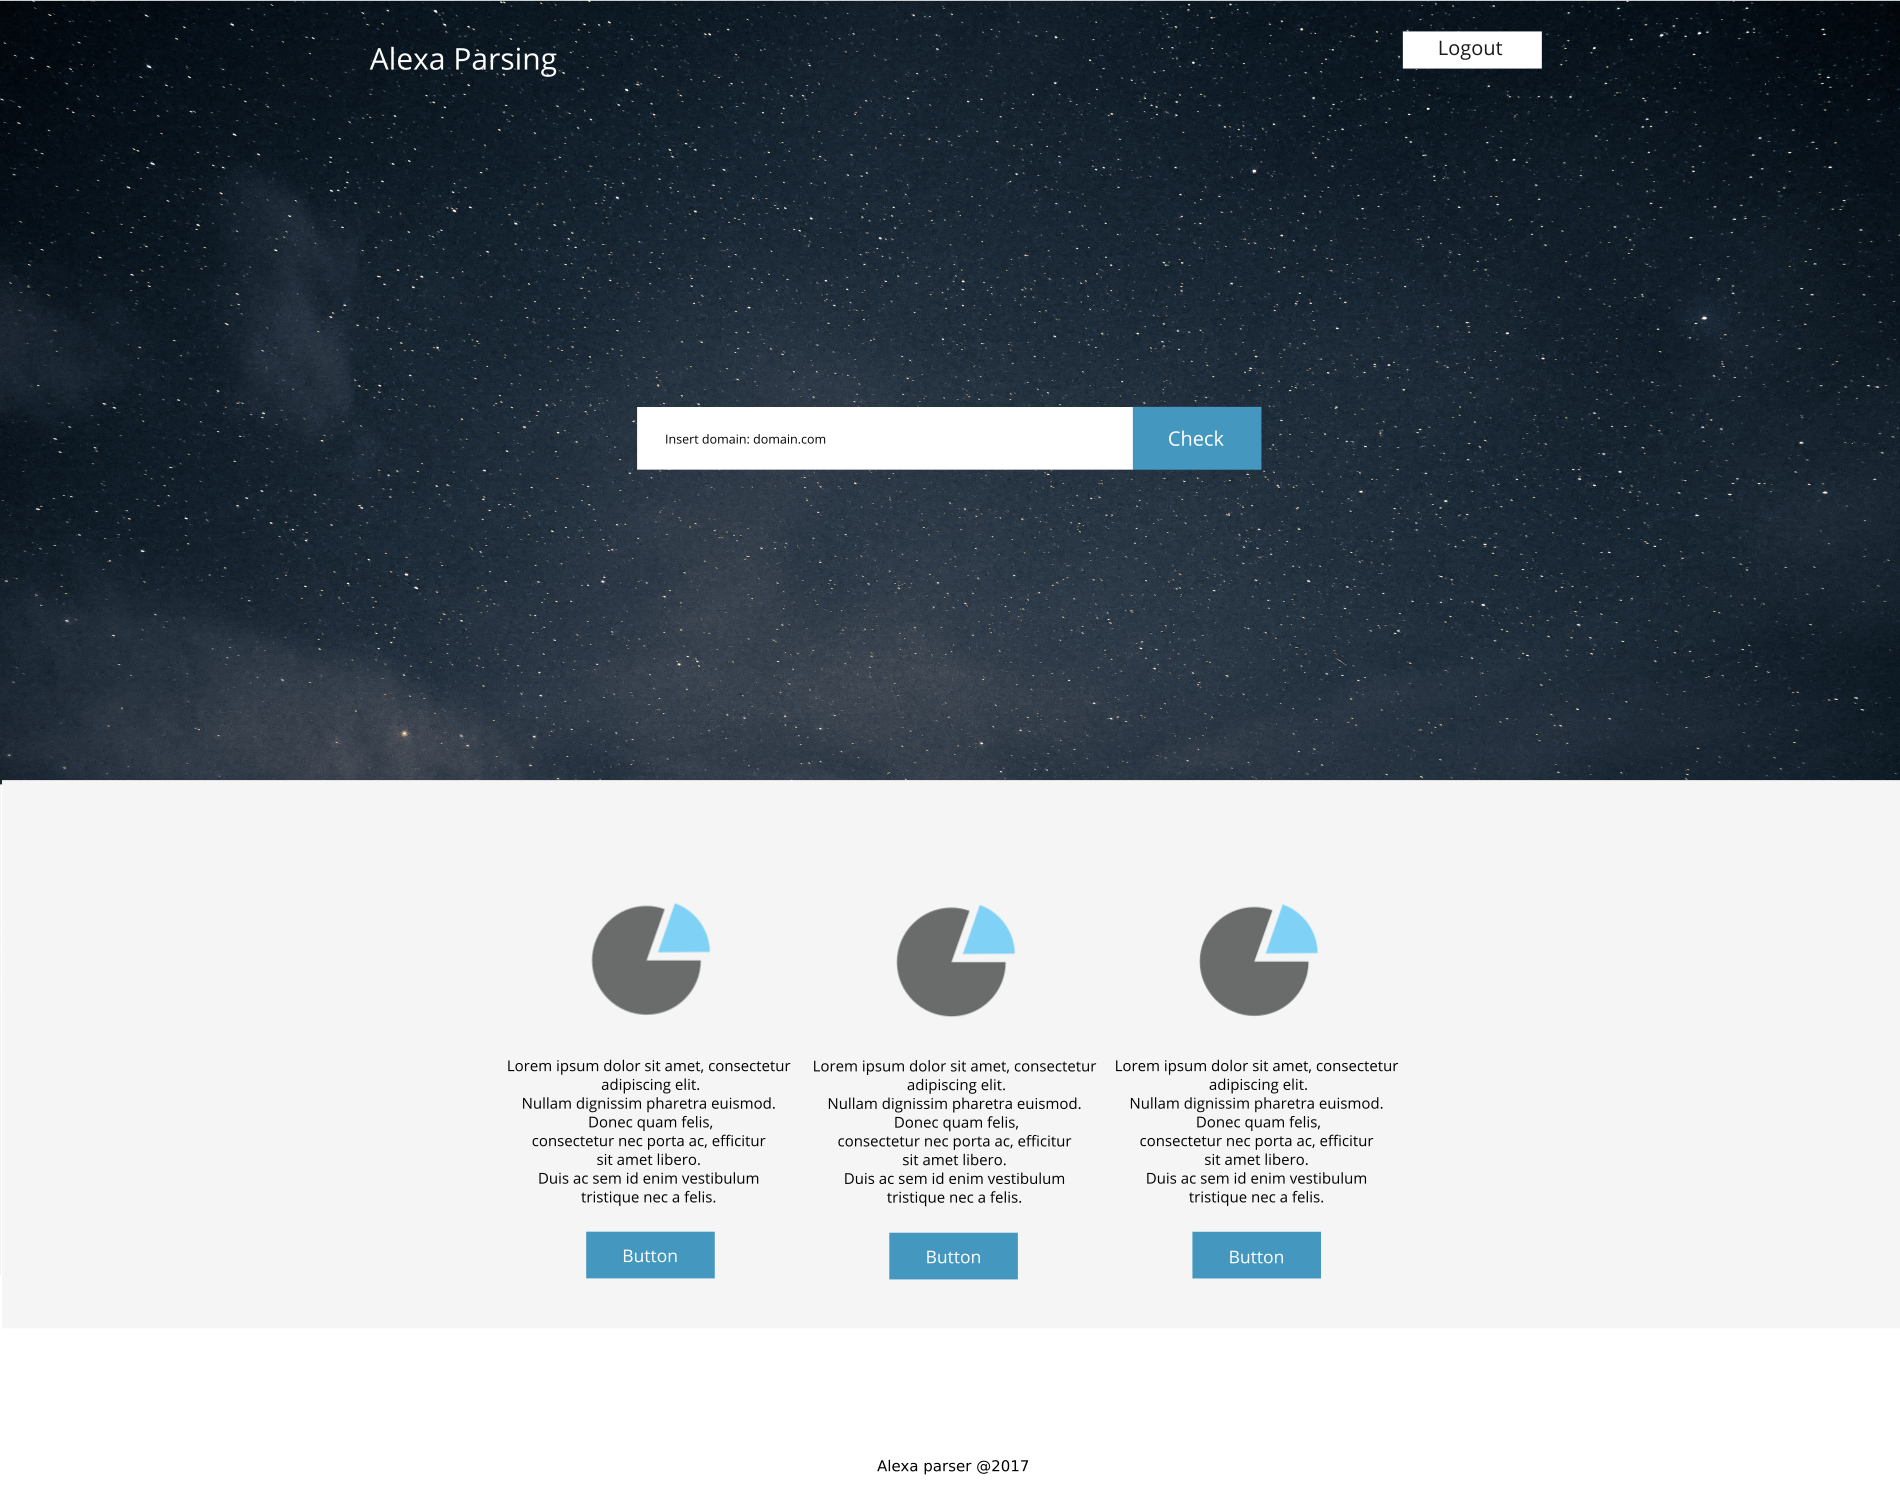 Alexa Parsing
Logout
Insert domain: domain.com
Check
Lorem ipsum dolor sit amet, consectetur
adipiscing elit.
Nullam dignissim pharetra euismod.
Donec quam felis,
consectetur nec porta ac, efficitur
sit amet libero.
Duis ac sem id enim vestibulum
tristique nec a felis.
Button
Lorem ipsum dolor sit amet, consectetur
adipiscing elit.
Nullam dignissim pharetra euismod.
Donec quam felis,
consectetur nec porta ac, efficitur
sit amet libero.
Duis ac sem id enim vestibulum
tristique nec a felis.
Button
Lorem ipsum dolor sit amet, consectetur
adipiscing elit.
Nullam dignissim pharetra euismod.
Donec quam felis,
consectetur nec porta ac, efficitur
sit amet libero.
Duis ac sem id enim vestibulum
tristique nec a felis.
Button
Alexa parser @2017